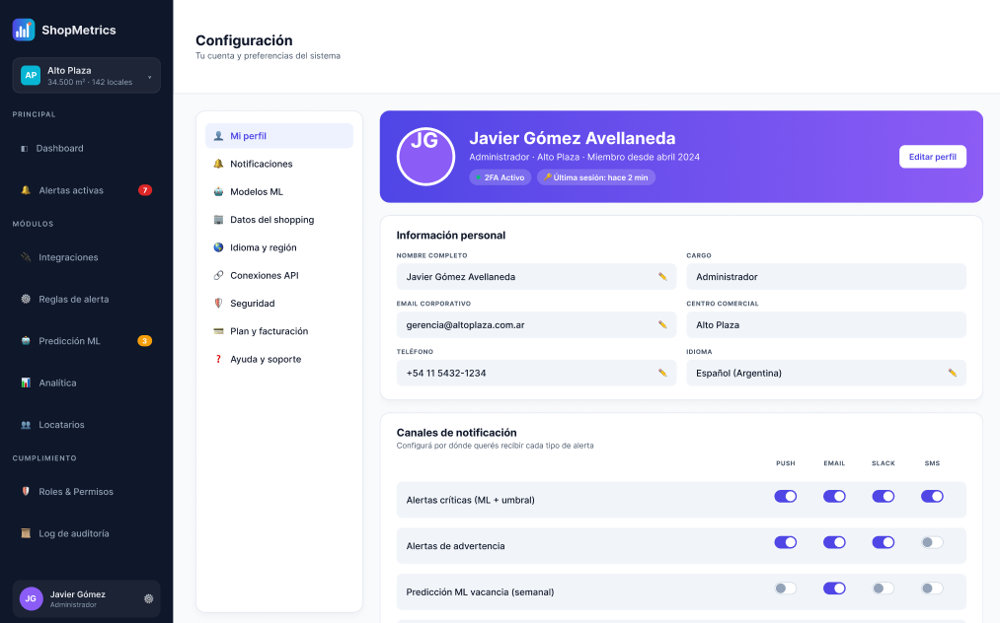 ShopMetrics
AP
Alto Plaza
34.500 m² · 142 locales
PRINCIPAL
Dashboard
Alertas activas
7
MÓDULOS
Integraciones
Reglas de alerta
Predicción ML
3
Analítica
Locatarios
CUMPLIMIENTO
Roles & Permisos
Log de auditoría
JG
Javier Gómez
Administrador
Configuración
Tu cuenta y preferencias del sistema
Mi perfil
Notificaciones
Modelos ML
Datos del shopping
Idioma y región
Conexiones API
Seguridad
Plan y facturación
Ayuda y soporte
JG
Javier Gómez Avellaneda
Administrador · Alto Plaza · Miembro desde abril 2024
2FA Activo
Última sesión: hace 2 min
Editar perfil
Información personal
NOMBRE COMPLETO
Javier Gómez Avellaneda
CARGO
Administrador
EMAIL CORPORATIVO
gerencia@altoplaza.com.ar
CENTRO COMERCIAL
Alto Plaza
TELÉFONO
+54 11 5432-1234
IDIOMA
Español (Argentina)
Canales de notificación
Configurá por dónde querés recibir cada tipo de alerta
PUSH EMAIL SLACK SMS
Alertas críticas (ML + umbral)
Alertas de advertencia
Predicción ML vacancia (semanal)